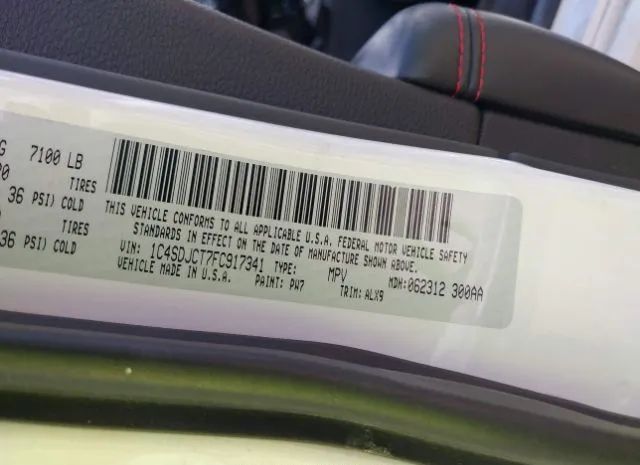 G 7100 LB
20 TIRES
36 PSI) COLD
TIRES
36 PSI) COLD
THIS VEHICLE CONFORMS TO ALL APPLICABLE U.S.A. FEDERAL MOTOR VEHICLE SAFETY
STANDARDS IN EFFECT ON THE DATE OF MANUFACTURE SHOWN ABOVE.
VIN: 1C4SDJCT7FC917341 TYPE: MPV MDH:062312 300AA
VEHICLE MADE IN U.S.A. PAINT: PW7 TRIM: ALX9